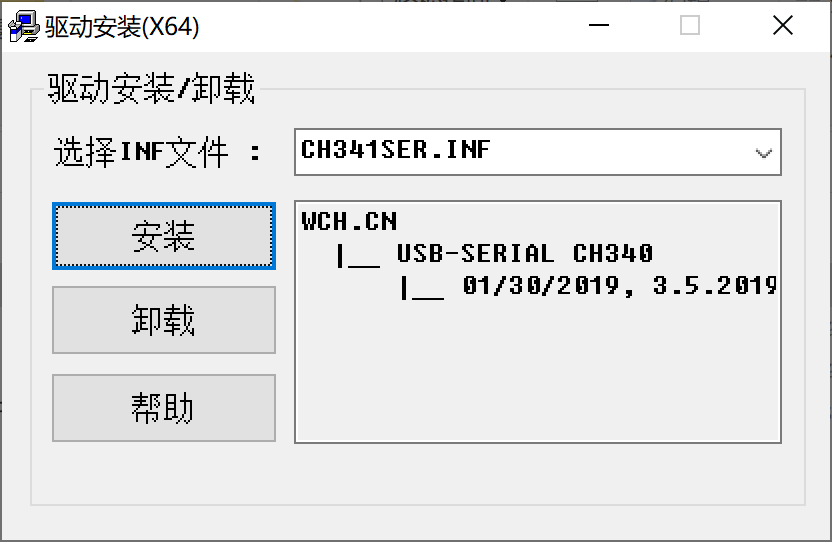 驱动安装(X64)
驱动安装/卸载
选择INF文件 :
CH341SER.INF
安装
WCH.CN
|__ USB-SERIAL CH340
|__ 01/30/2019, 3.5.2019
卸载
帮助